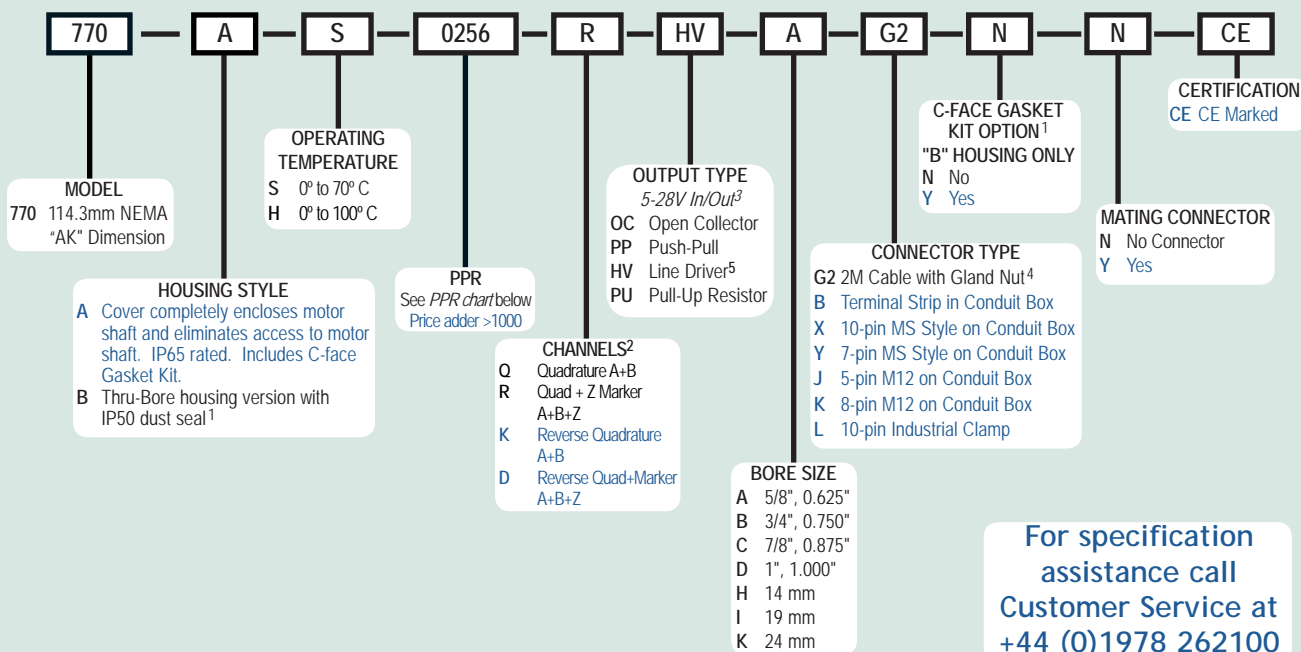 770 A S 0256 R HV A G2 N N CE
MODEL
770 114.3mm NEMA
"AK" Dimension
HOUSING STYLE
A Cover completely encloses motor
shaft and eliminates access to motor
shaft. IP65 rated. Includes C-face
Gasket Kit.
B Thru-Bore housing version with
IP50 dust seal1
OPERATING
TEMPERATURE
S 0º to 70º C
H 0º to 100º C
PPR
See PPR chart below
Price adder >1000
CHANNELS2
Q Quadrature A+B
R Quad + Z Marker
A+B+Z
K Reverse Quadrature
A+B
D Reverse Quad+Marker
A+B+Z
OUTPUT TYPE
5-28V In/Out3
OC Open Collector
PP Push-Pull
HV Line Driver5
PU Pull-Up Resistor
BORE SIZE
A 5/8", 0.625"
B 3/4", 0.750"
C 7/8", 0.875"
D 1", 1.000"
H 14 mm
I 19 mm
K 24 mm
CONNECTOR TYPE
G2 2M Cable with Gland Nut4
B Terminal Strip in Conduit Box
X 10-pin MS Style on Conduit Box
Y 7-pin MS Style on Conduit Box
J 5-pin M12 on Conduit Box
K 8-pin M12 on Conduit Box
L 10-pin Industrial Clamp
C-FACE GASKET
KIT OPTION1
"B" HOUSING ONLY
N No
Y Yes
MATING CONNECTOR
N No Connector
Y Yes
CERTIFICATION
CE CE Marked
For specification
assistance call
Customer Service at
+44 (0)1978 262100